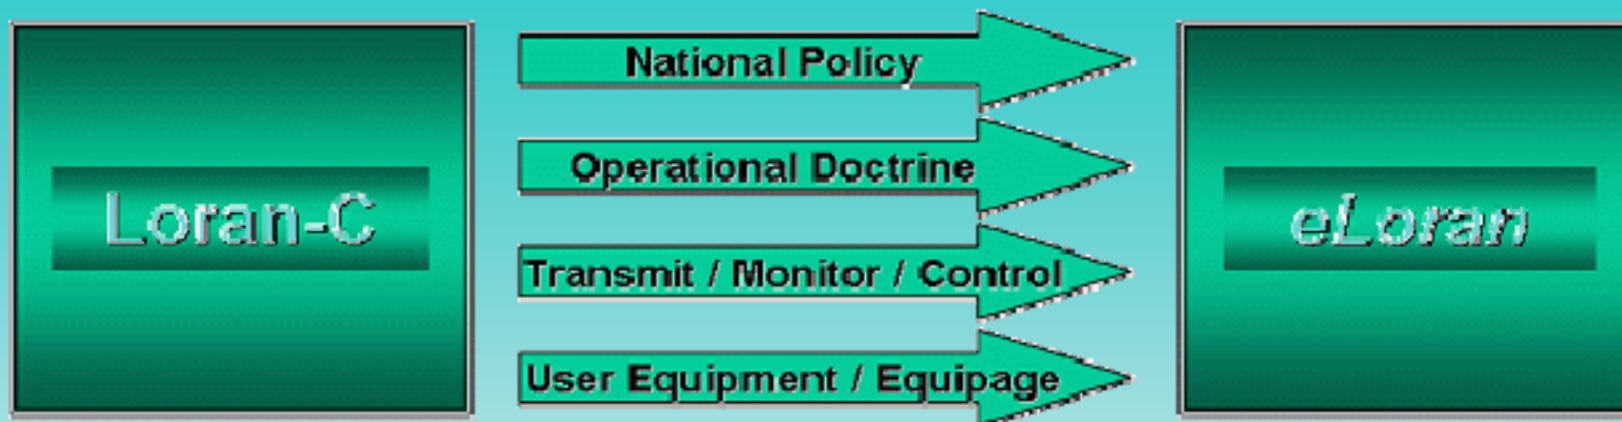 Loran-C
National Policy
Operational Doctrine
Transmit / Monitor / Control
User Equipment / Equipage
eLoran